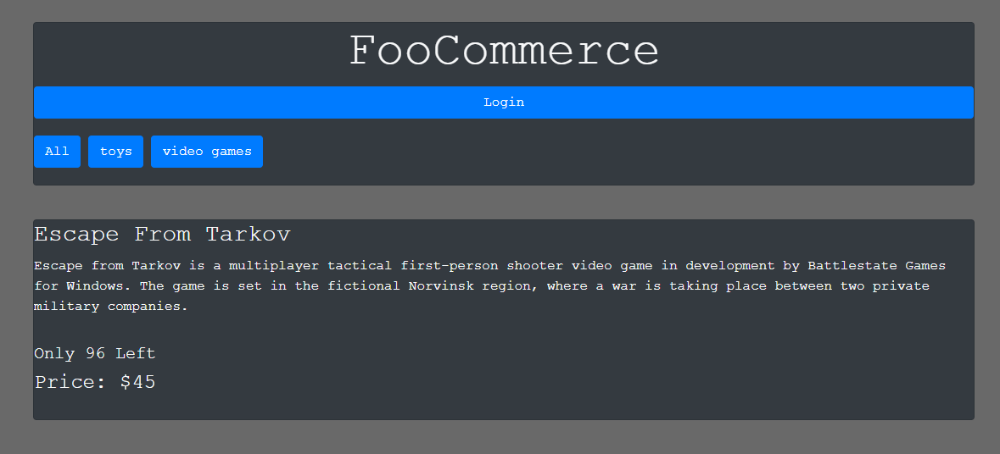 FooCommerce
Login
All toys video games
Escape From Tarkov
Escape from Tarkov is a multiplayer tactical first-person shooter video game in development by Battlestate Games
for Windows. The game is set in the fictional Norvinsk region, where a war is taking place between two private
military companies.
Only 96 Left
Price: $45